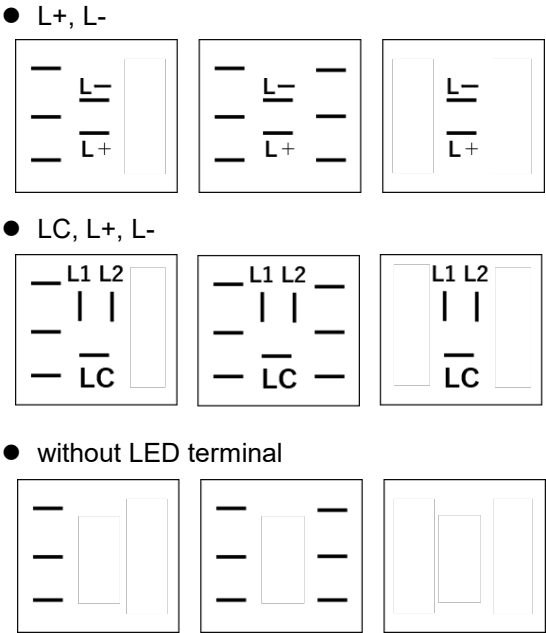 ● L+, L-
L− L− L−
L+ L+ L+
● LC, L+, L-
L1 L2 L1 L2 L1 L2
LC LC LC
● without LED terminal